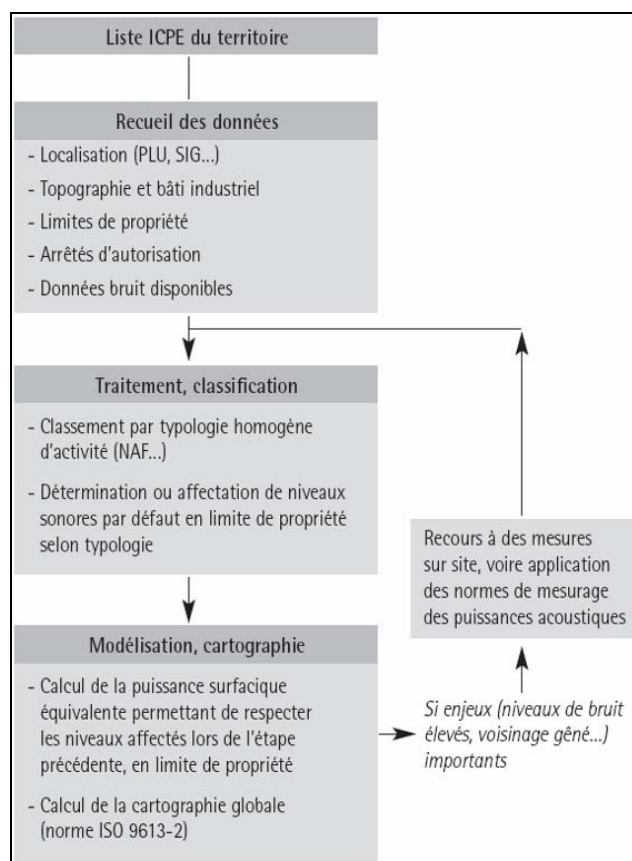 Liste ICPE du territoire
Recueil des données
- Localisation (PLU, SIG...)
- Topographie et bâti industriel
- Limites de propriété
- Arrêtés d'autorisation
- Données bruit disponibles
Traitement, classification
- Classement par typologie homogène
d'activité (NAF...)
- Détermination ou affectation de niveaux
sonores par défaut en limite de propriété
selon typologie
Modélisation, cartographie
- Calcul de la puissance surfacique
équivalente permettant de respecter
les niveaux affectés lors de l'étape
précédente, en limite de propriété
- Calcul de la cartographie globale
(norme ISO 9613-2)
Si enjeux (niveaux de bruit
élevés, voisinage gêné...)
importants
Recours à des mesures
sur site, voire application
des normes de mesurage
des puissances acoustiques